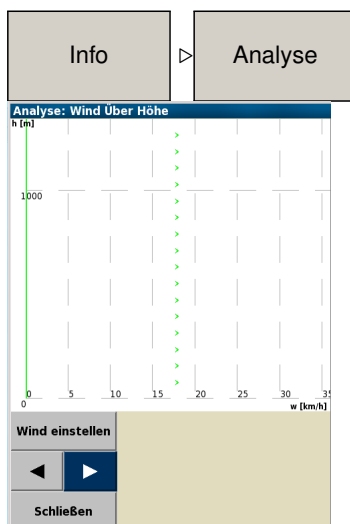 Info ▷ Analyse
Analyse: Wind Über Höhe
h [m]
1000
0 5 10 15 20 25 30 35
0
w [km/h]
Wind einstellen
◀ ▶
Schließen